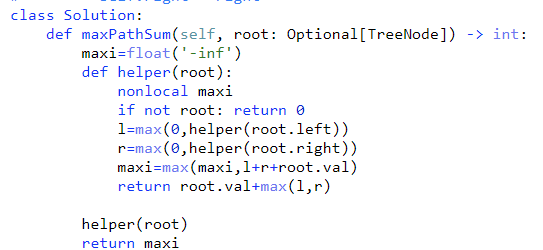 class Solution:
    def maxPathSum(self, root: Optional[TreeNode]) -> int:
        maxi=float('-inf')
        def helper(root):
            nonlocal maxi
            if not root: return 0
            l=max(0,helper(root.left))
            r=max(0,helper(root.right))
            maxi=max(maxi,l+r+root.val)
            return root.val+max(l,r)

        helper(root)
        return maxi